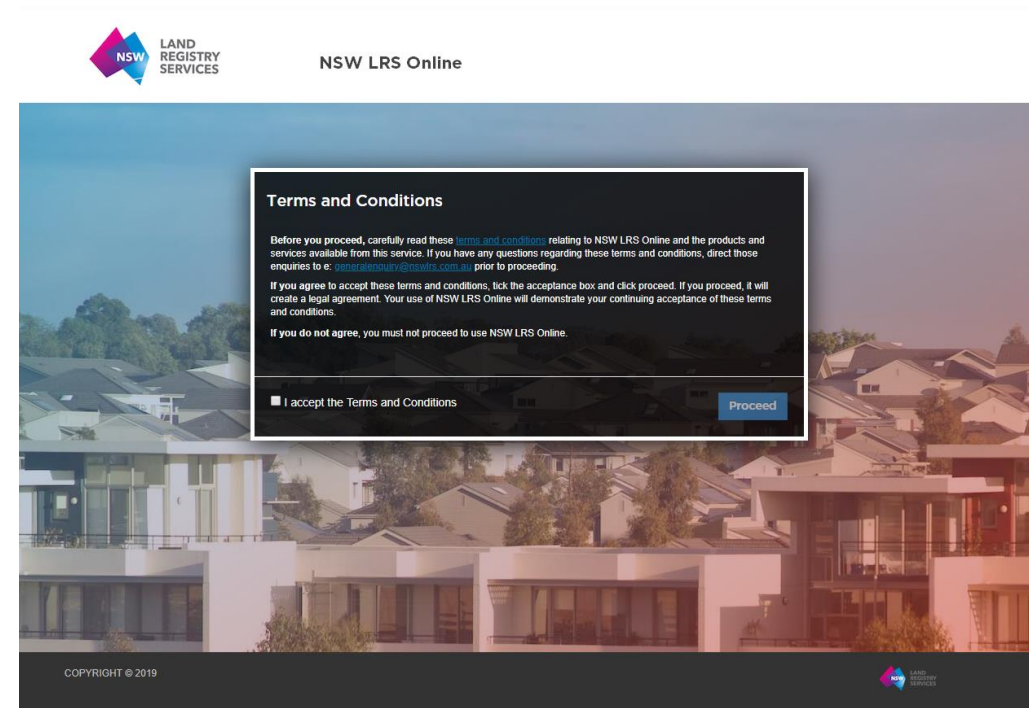 NSW
LAND
REGISTRY
SERVICES
NSW LRS Online
Terms and Conditions
Before you proceed, carefully read these terms and conditions relating to NSW LRS Online and the products and
services available from this service. If you have any questions regarding these terms and conditions, direct those
enquiries to e: generalenquiry@nswlrs.com.au prior to proceeding.
If you agree to accept these terms and conditions, tick the acceptance box and click proceed. If you proceed, it will
create a legal agreement. Your use of NSW LRS Online will demonstrate your continuing acceptance of these terms
and conditions.
If you do not agree, you must not proceed to use NSW LRS Online.
I accept the Terms and Conditions
Proceed
COPYRIGHT © 2019
NSW
LAND
REGISTRY
SERVICES